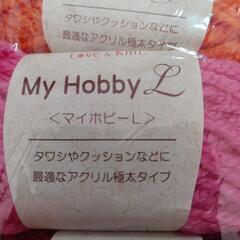 タワシやクッションなどに
最適なアクリル極太タイプ
Love & Knit
My Hobby L
<マイホビーL>
タワシやクッションなどに
最適なアクリル極太タイプ